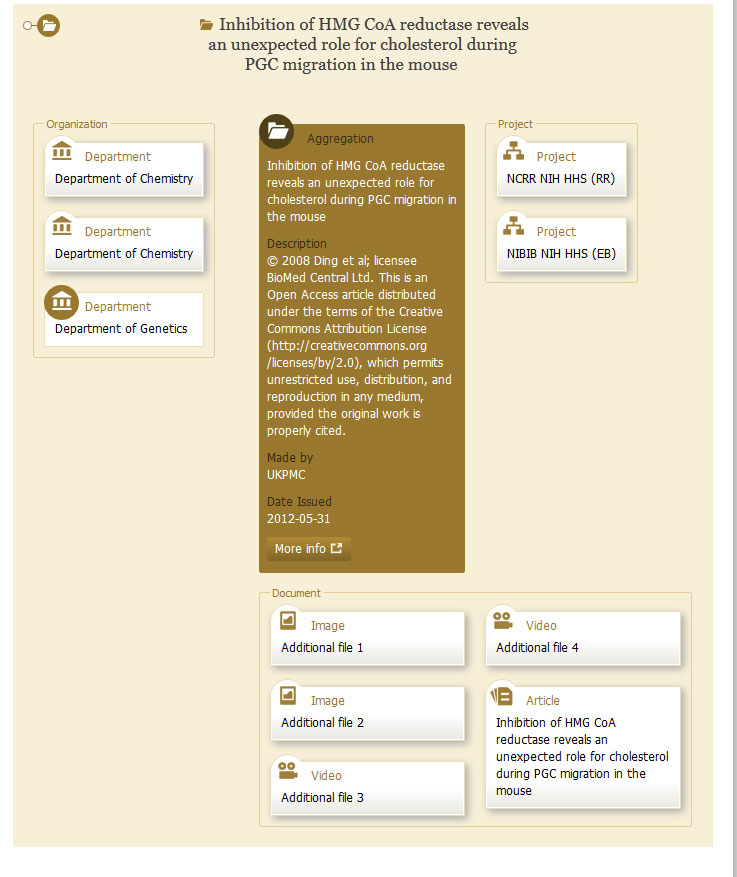 Inhibition of HMG CoA reductase reveals
an unexpected role for cholesterol during
PGC migration in the mouse
Organization
Department
Department of Chemistry
Department
Department of Chemistry
Department
Department of Genetics
Aggregation
Inhibition of HMG CoA reductase
reveals an unexpected role for
cholesterol during PGC migration in
the mouse
Description
© 2008 Ding et al; licensee
BioMed Central Ltd. This is an
Open Access article distributed
under the terms of the Creative
Commons Attribution License
(http://creativecommons.org
/licenses/by/2.0), which permits
unrestricted use, distribution, and
reproduction in any medium,
provided the original work is
properly cited.
Made by
UKPMC
Date Issued
2012-05-31
More info
Project
Project
NCRR NIH HHS (RR)
Project
NIBIB NIH HHS (EB)
Document
Image
Additional file 1
Image
Additional file 2
Video
Additional file 3
Video
Additional file 4
Article
Inhibition of HMG CoA
reductase reveals an
unexpected role for cholesterol
during PGC migration in the
mouse